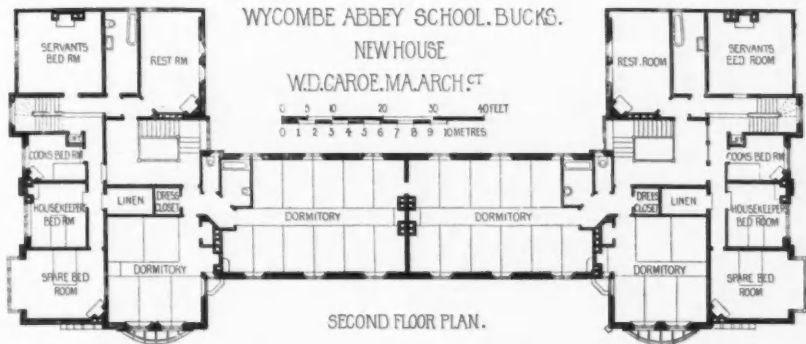 WYCOMBE ABBEY SCHOOL. BUCKS.
NEW HOUSE
W.D. CAROE. M.A. ARCH.CT
0 5 10 20 30 40 FEET
0 1 2 3 4 5 6 7 8 9 10 METRES
SERVANTS
BED RM
REST RM
COOKS BED RM
HOUSEKEEPERS
BED RM
LINEN
DRESS
CLOSET
SPARE BED
ROOM
DORMITORY
DORMITORY
DORMITORY
REST. ROOM
SERVANTS
BED ROOM
COOKS BED RM
DRESS
CLOSET
LINEN
HOUSEKEEPERS
BED ROOM
DORMITORY
SPARE BED
ROOM
SECOND FLOOR PLAN.